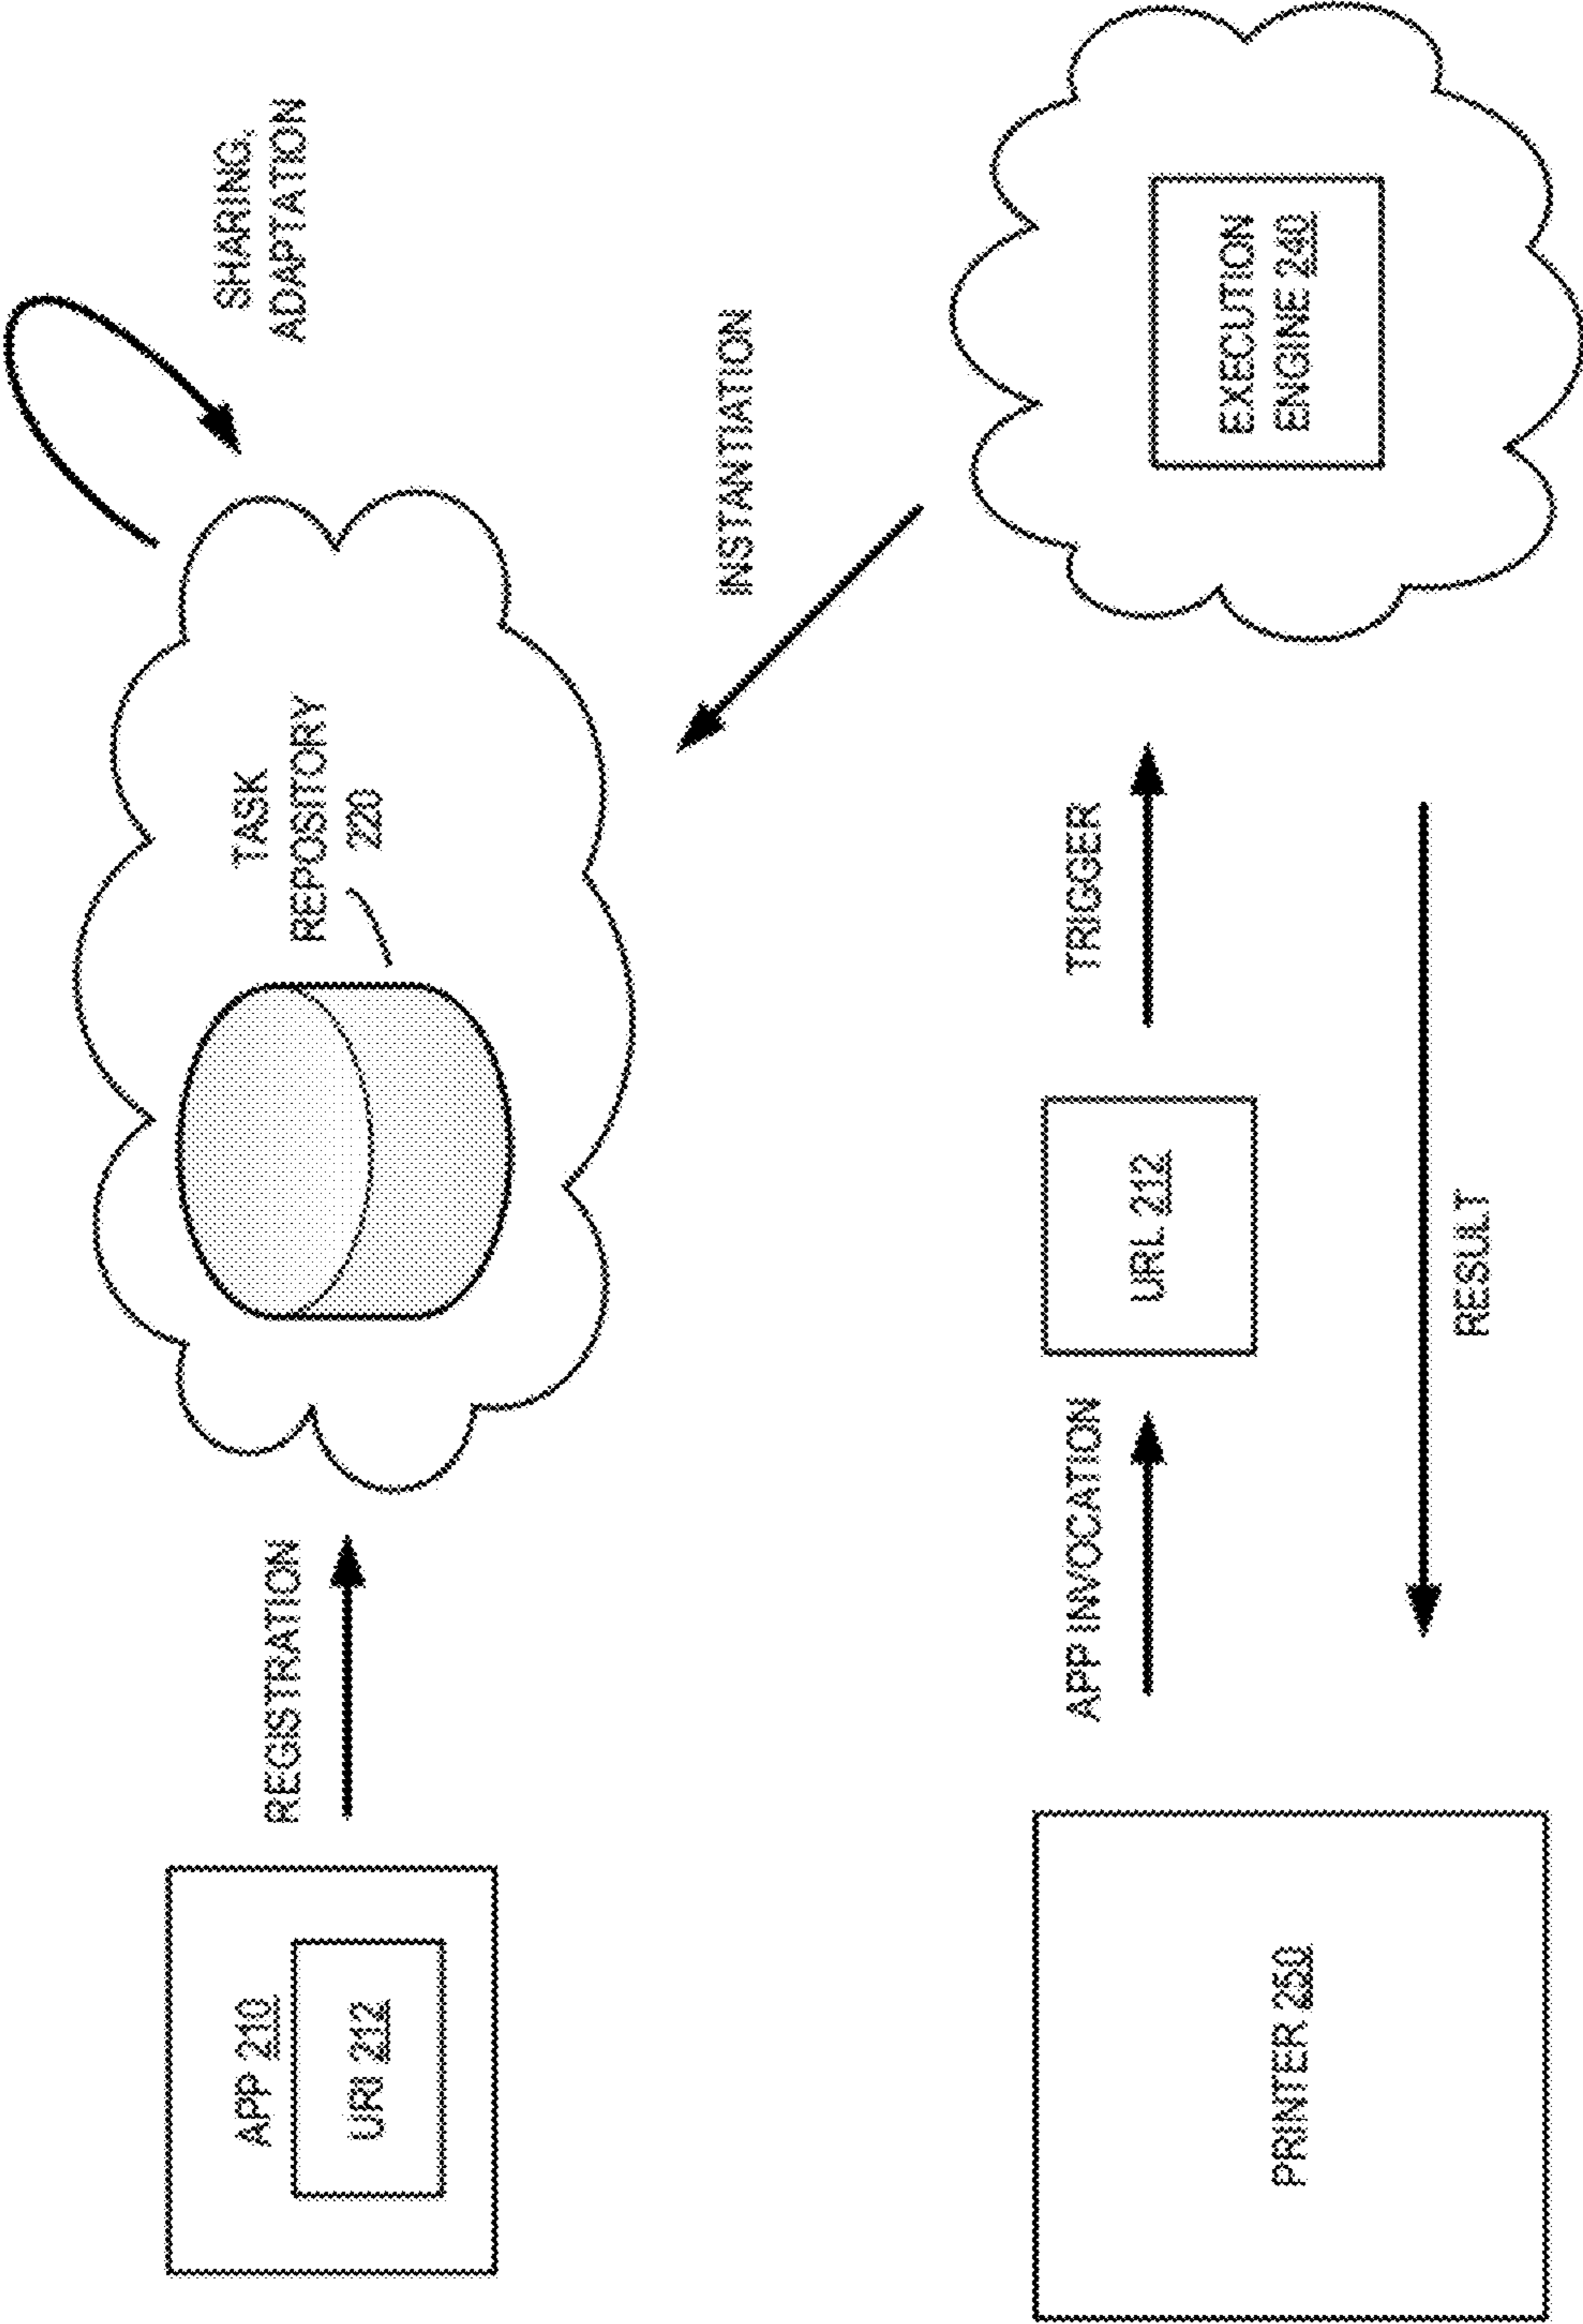 SHARING,
ADAPTATION
TASK
REPOSITORY
220
REGISTRATION
APP 210
URI 212
INSTANTIATION
EXECUTION
ENGINE 240
TRIGGER
URL 212
APP INVOCATION
RESULT
PRINTER 250